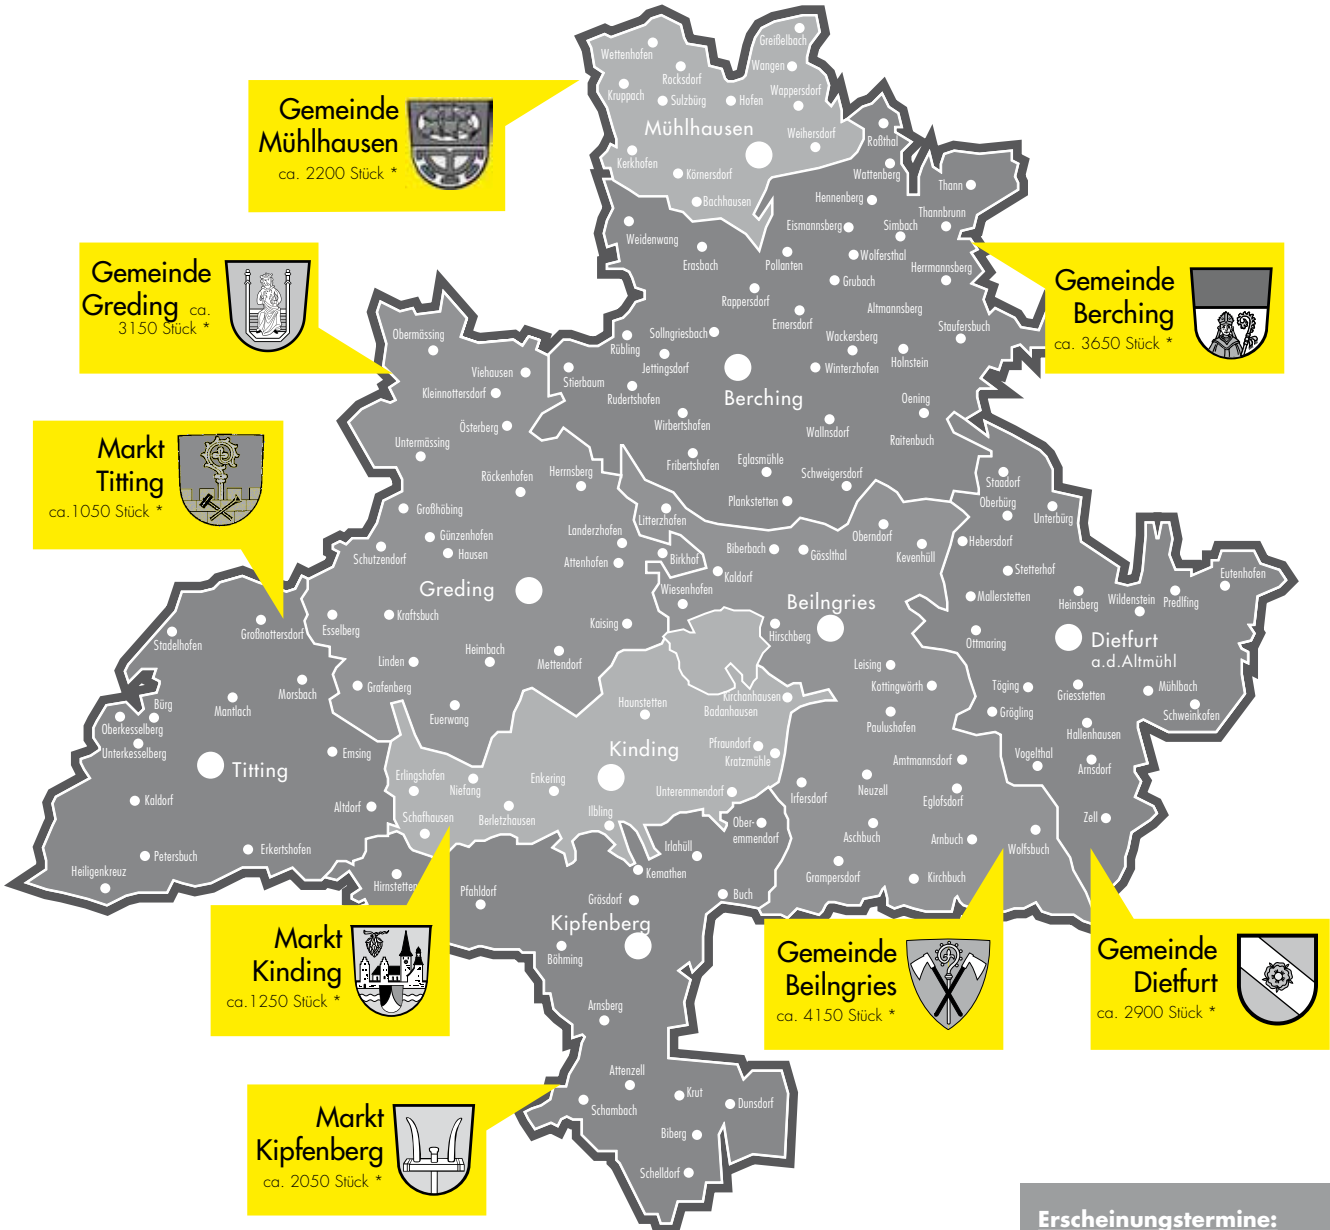 Greißelbach
Wettenhofen
Wangen
Rocksdorf
Kruppach
Sulzbürg
Hofen
Wappersdorf
Gemeinde
Mühlhausen
ca. 2200 Stück *
Mühlhausen
Weihersdorf
Roßthal
Kerkhofen
Wattenberg
Körnersdorf
Thann
Bachhausen
Hennenberg
Thannbrunn
Eismannsberg
Simbach
Weidenwang
Erasbach
Pollanten
Wolfersthal
Herrmannsberg
Grubach
Gemeinde
Greding ca.
3150 Stück *
Gemeinde
Berching
ca. 3650 Stück *
Rappersdorf
Altmannsberg
Ernersdorf
Staufersbuch
Obermässing
Sollngriesbach
Rübling
Wackersberg
Holnstein
Jettingsdorf
Viehausen
Stierbaum
Winterzhofen
Kleinnottersdorf
Rudertshofen
Berching
Oening
Österberg
Wirbertshofen
Wallnsdorf
Raitenbuch
Untermässing
Markt
Titting
ca.1050 Stück *
Fribertshofen
Eglasmühle
Herrnsberg
Röckenhofen
Schweigersdorf
Staadorf
Plankstetten
Oberbürg
Unterbürg
Großhöbing
Litterzhofen
Günzenhofen
Landerzhofen
Oberndorf
Hebersdorf
Hausen
Schutzendorf
Biberbach
Gösslthal
Kevenhüll
Attenhofen
Birkhof
Kaldorf
Stetterhof
Eutenhofen
Greding
Wiesenhofen
Beilngries
Mallerstetten
Heinsberg
Wildenstein
Predlfing
Esselberg
Kraftsbuch
Großnottersdorf
Kaising
Hirschberg
Ottmaring
Dietfurt
a.d.Altmühl
Stadelhofen
Linden
Heimbach
Mettendorf
Leising
Grafenberg
Kottingwörth
Töging
Griesstetten
Mühlbach
Morsbach
Mantlach
Kirchanhausen
Haunstetten
Badanhausen
Bürg
Euerwang
Paulushofen
Grögling
Schweinkofen
Oberkesselberg
Hallenhausen
Unterkesselberg
Emsing
Kinding
Pfraundorf
Kratzmühle
Amtmannsdorf
Vogelthal
Arnsdorf
Titting
Erlingshofen
Niefang
Enkering
Unteremmendorf
Irfersdorf
Neuzell
Kaldorf
Altdorf
Eglofsdorf
Schafhausen
Berletzhausen
Ilbling
Ober-
emmendorf
Aschbuch
Arnbuch
Wolfsbuch
Zell
Petersbuch
Erkertshofen
Irlahüll
Heiligenkreuz
Hirnstetten
Kemathen
Grampersdorf
Kirchbuch
Pfahldorf
Grösdorf
Buch
Kipfenberg
Böhming
Markt
Kinding
ca.1250 Stück *
Gemeinde
Beilngries
ca. 4150 Stück *
Gemeinde
Dietfurt
ca. 2900 Stück *
Arnsberg
Attenzell
Krut
Schambach
Dunsdorf
Markt
Kipfenberg
ca. 2050 Stück *
Biberg
Schelldorf
Erscheinungstermine: